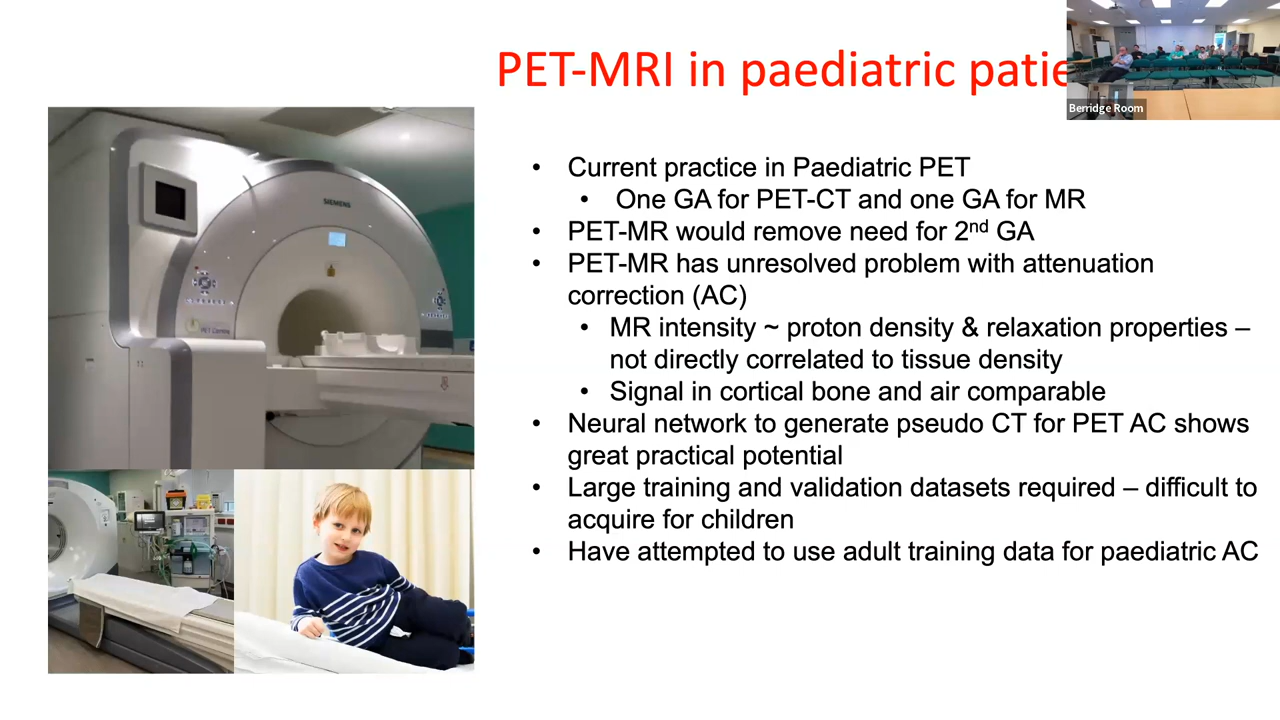 PET-MRI in paediatric patie
Berridge Room
SIEMENS
• Current practice in Paediatric PET
• One GA for PET-CT and one GA for MR
• PET-MR would remove need for 2nd GA
• PET-MR has unresolved problem with attenuation
correction (AC)
• MR intensity ~ proton density & relaxation properties –
not directly correlated to tissue density
• Signal in cortical bone and air comparable
• Neural network to generate pseudo CT for PET AC shows
great practical potential
• Large training and validation datasets required – difficult to
acquire for children
• Have attempted to use adult training data for paediatric AC